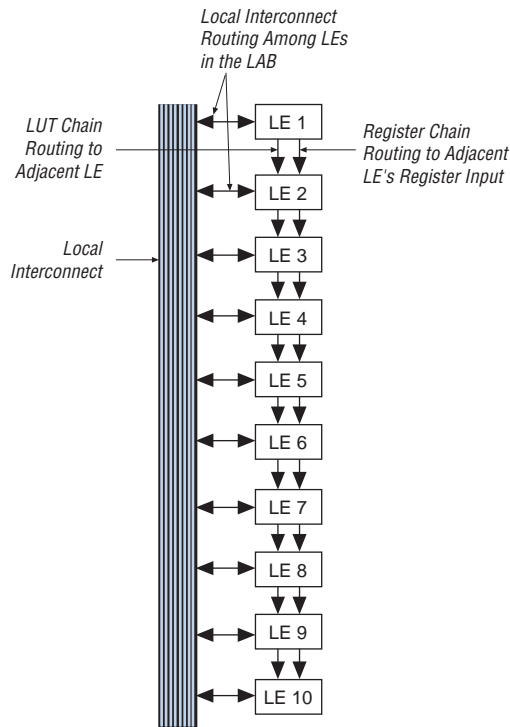 Local Interconnect
Routing Among LEs
in the LAB
LUT Chain
Routing to
Adjacent LE
Register Chain
Routing to Adjacent
LE's Register Input
Local
Interconnect
LE 1
LE 2
LE 3
LE 4
LE 5
LE 6
LE 7
LE 8
LE 9
LE 10